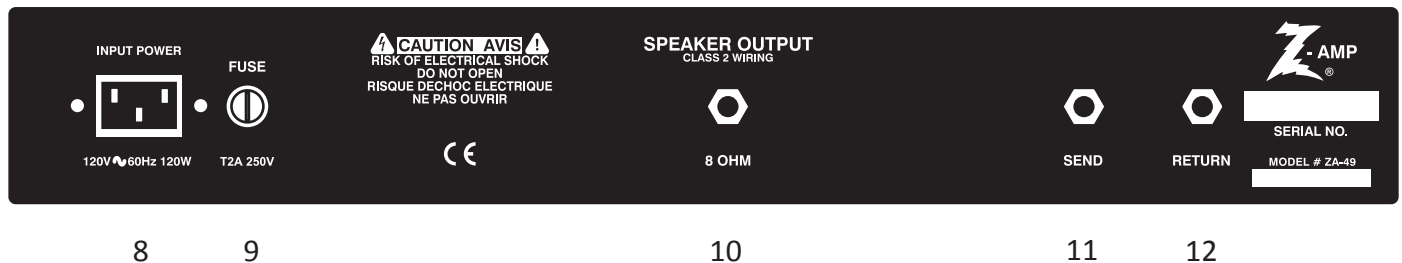 INPUT POWER
120V 60Hz 120W
FUSE
T2A 250V
CAUTION AVIS
RISK OF ELECTRICAL SHOCK
DO NOT OPEN
RISQUE DECHOC ELECTRIQUE
NE PAS OUVRIR
CE
SPEAKER OUTPUT
CLASS 2 WIRING
8 OHM
SEND
RETURN
Z-AMP
®
SERIAL NO.
MODEL # ZA-49
8 9 10 11 12